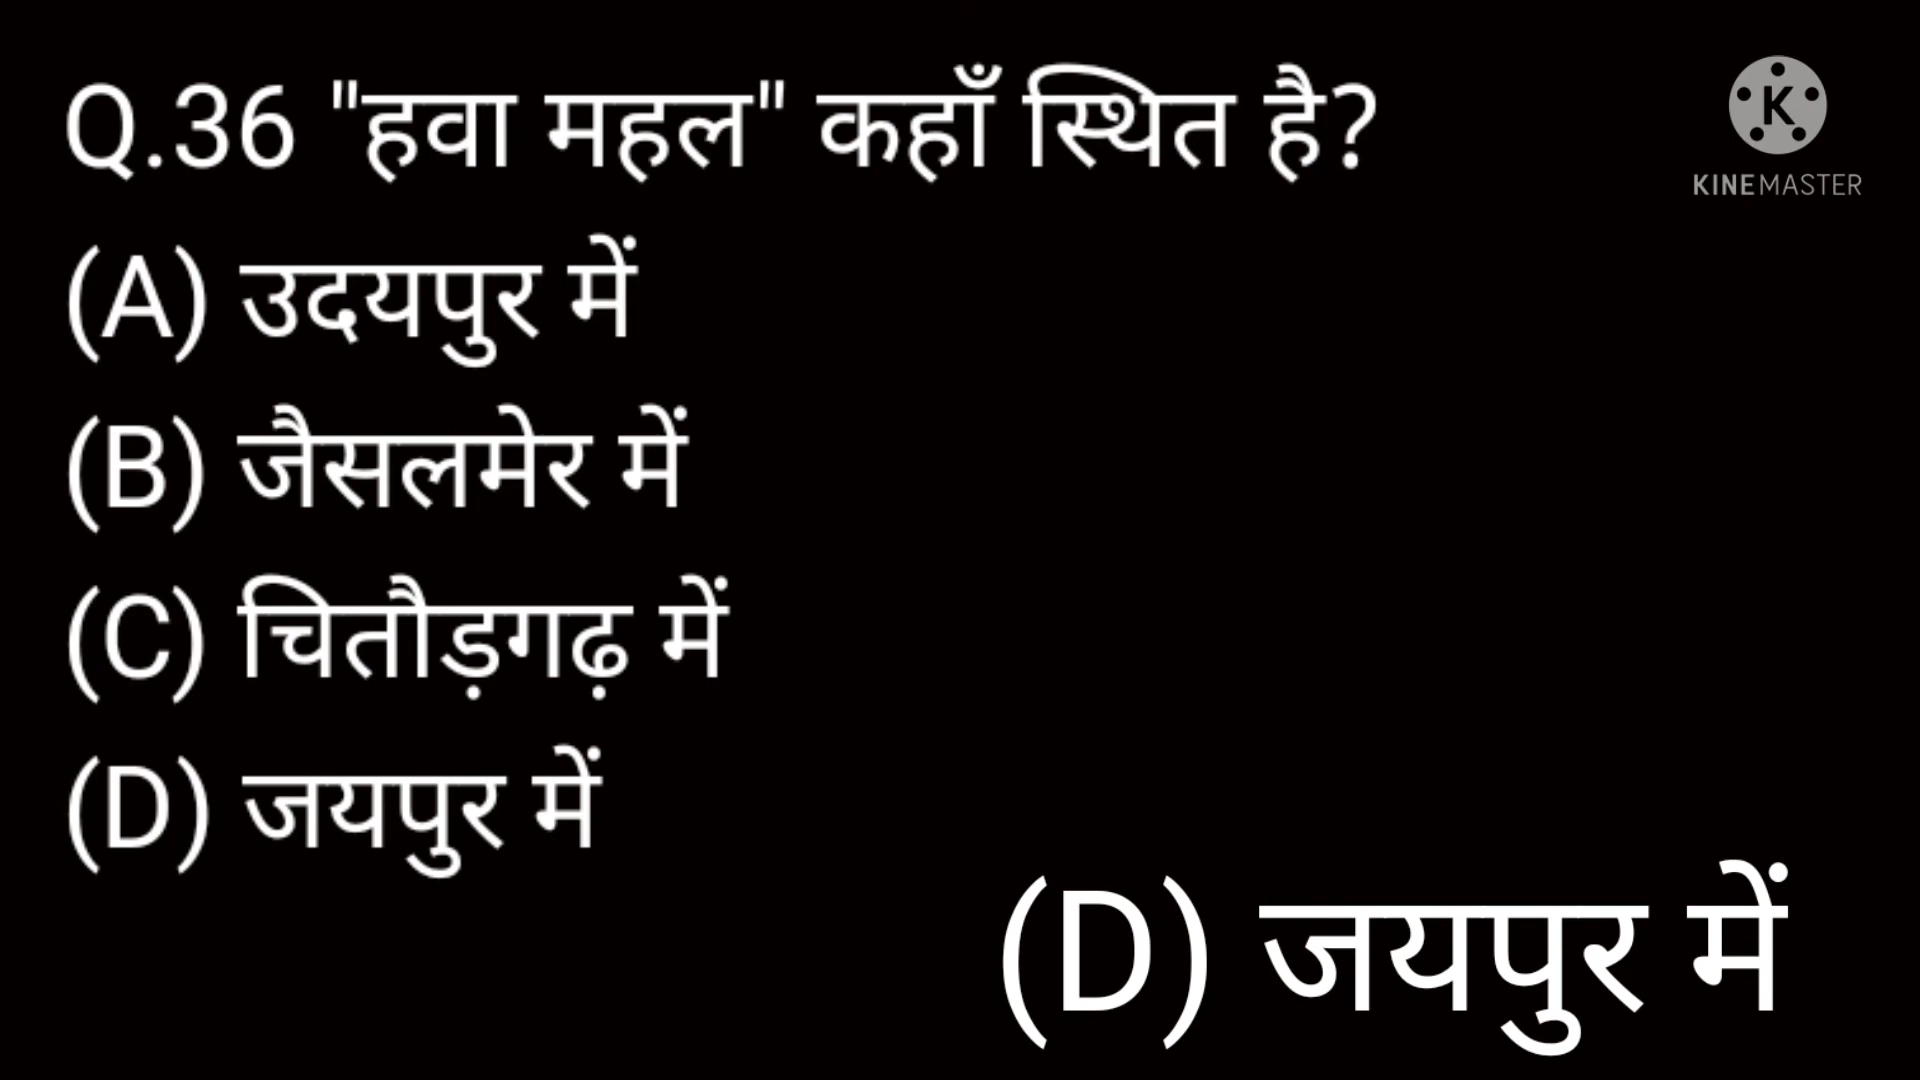 Q.36 "हवा महल" कहाँ स्थित है?
(A) उदयपुर में
(B) जैसलमेर में
(C) चितौड़गढ़ में
(D) जयपुर में
(D) जयपुर में
K
KINEMASTER